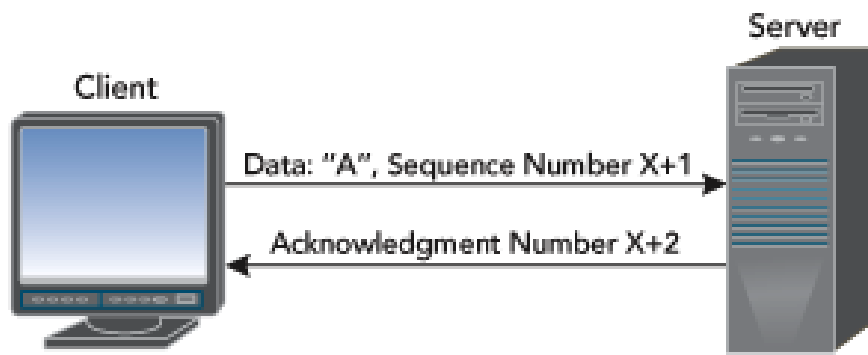 Server
Client
Data: "A", Sequence Number X+1
Acknowledgment Number X+2